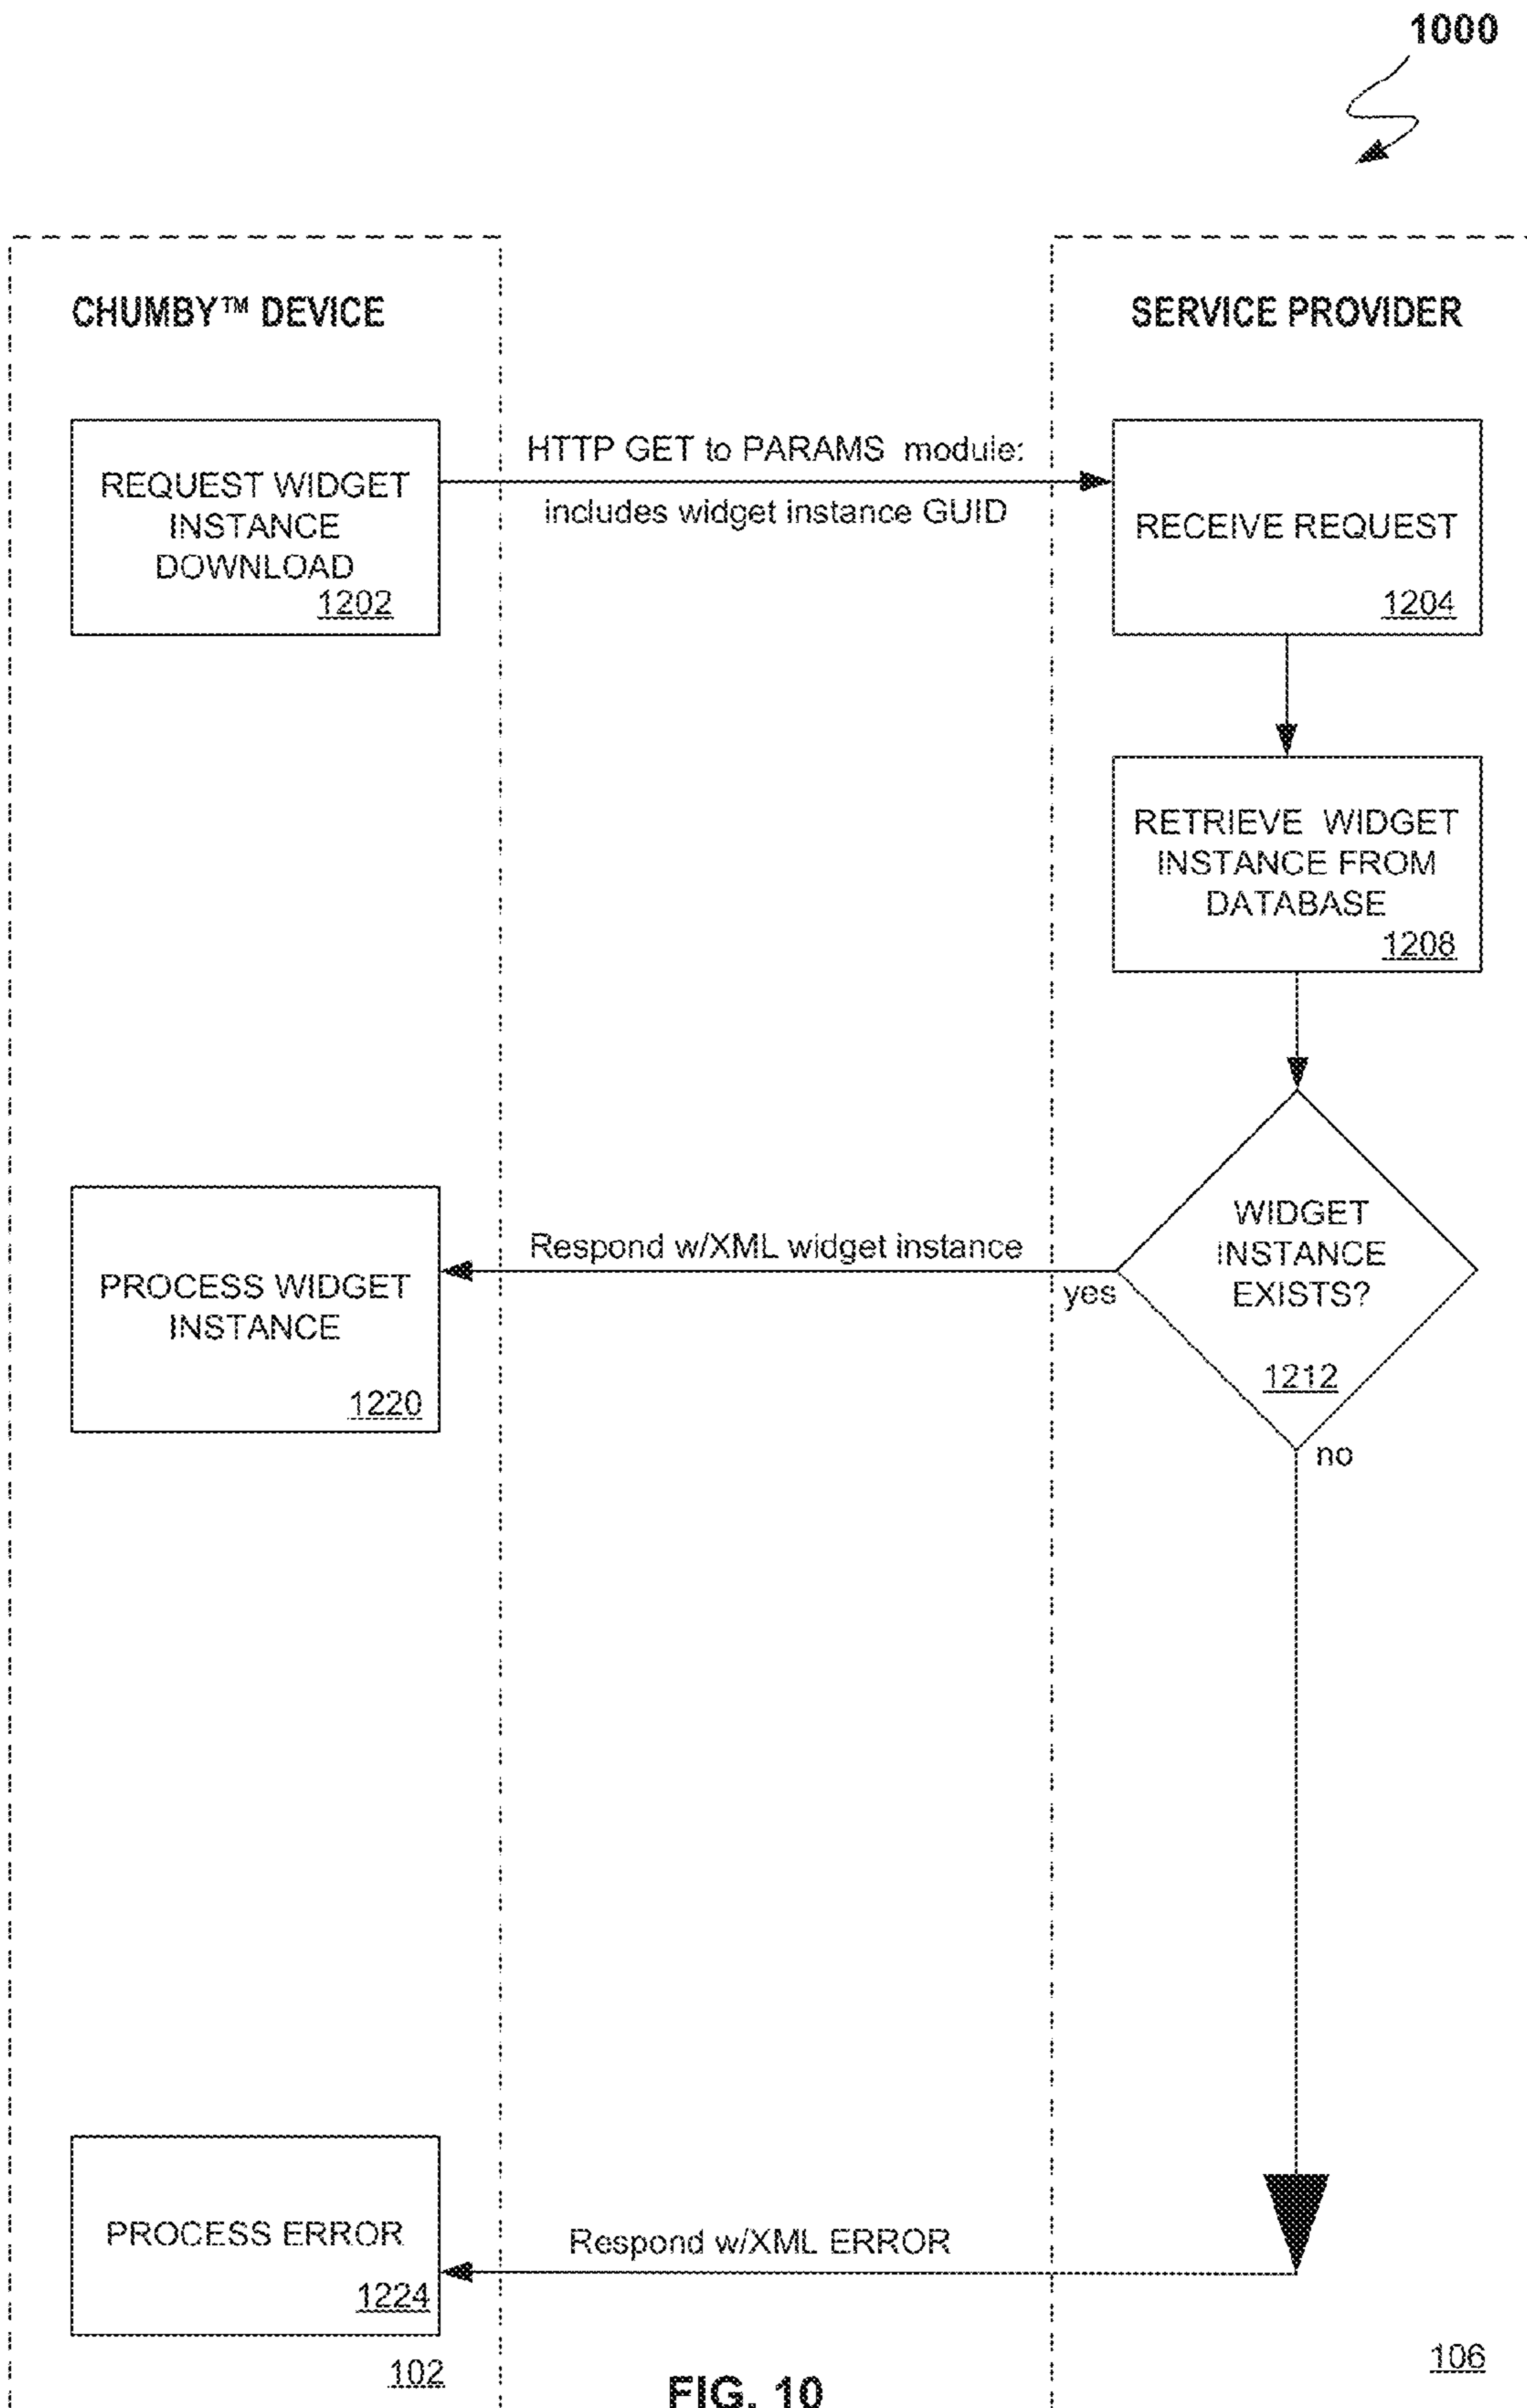 1000
CHUMBY™ DEVICE
SERVICE PROVIDER
REQUEST WIDGET
INSTANCE
DOWNLOAD
1202
HTTP GET to PARAMS module:
includes widget instance GUID
RECEIVE REQUEST
1204
RETRIEVE WIDGET
INSTANCE FROM
DATABASE
1208
WIDGET
INSTANCE
EXISTS?
1212
yes
no
Respond w/XML widget instance
PROCESS WIDGET
INSTANCE
1220
Respond w/XML ERROR
PROCESS ERROR
1224
102
106
FIG. 10